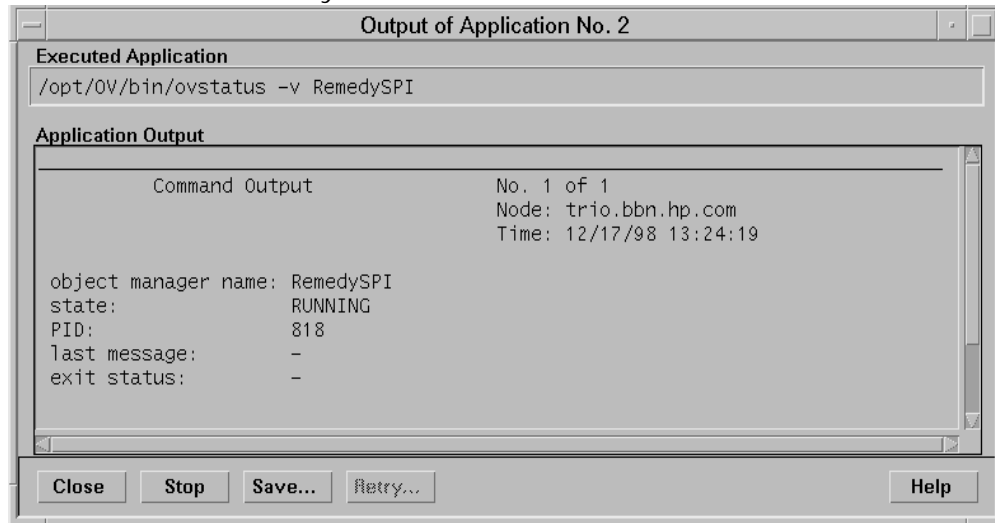 Output of Application No. 2
Executed Application
/opt/OV/bin/ovstatus -v RemedySPI
Application Output
Command Output No. 1 of 1
Node: trio.bbn.hp.com
Time: 12/17/98 13:24:19
object manager name: RemedySPI
state: RUNNING
PID: 818
last message: -
exit status: -
Close Stop Save... Retry... Help